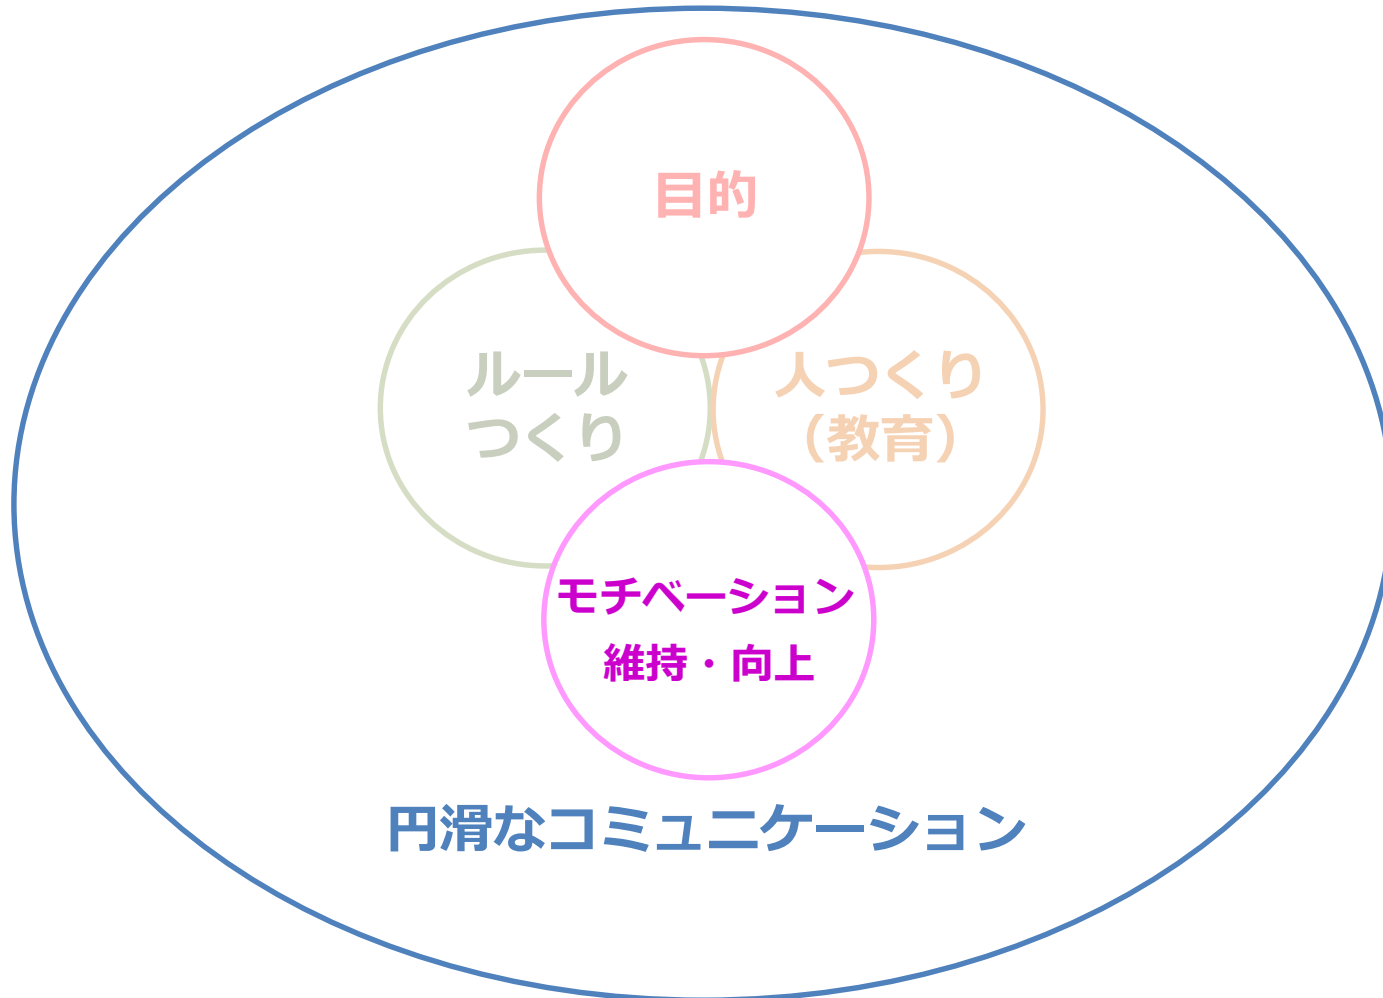 目的
ルール
つくり
人つくり
（教育）
モチベーション
維持・向上
円滑なコミュニケーション